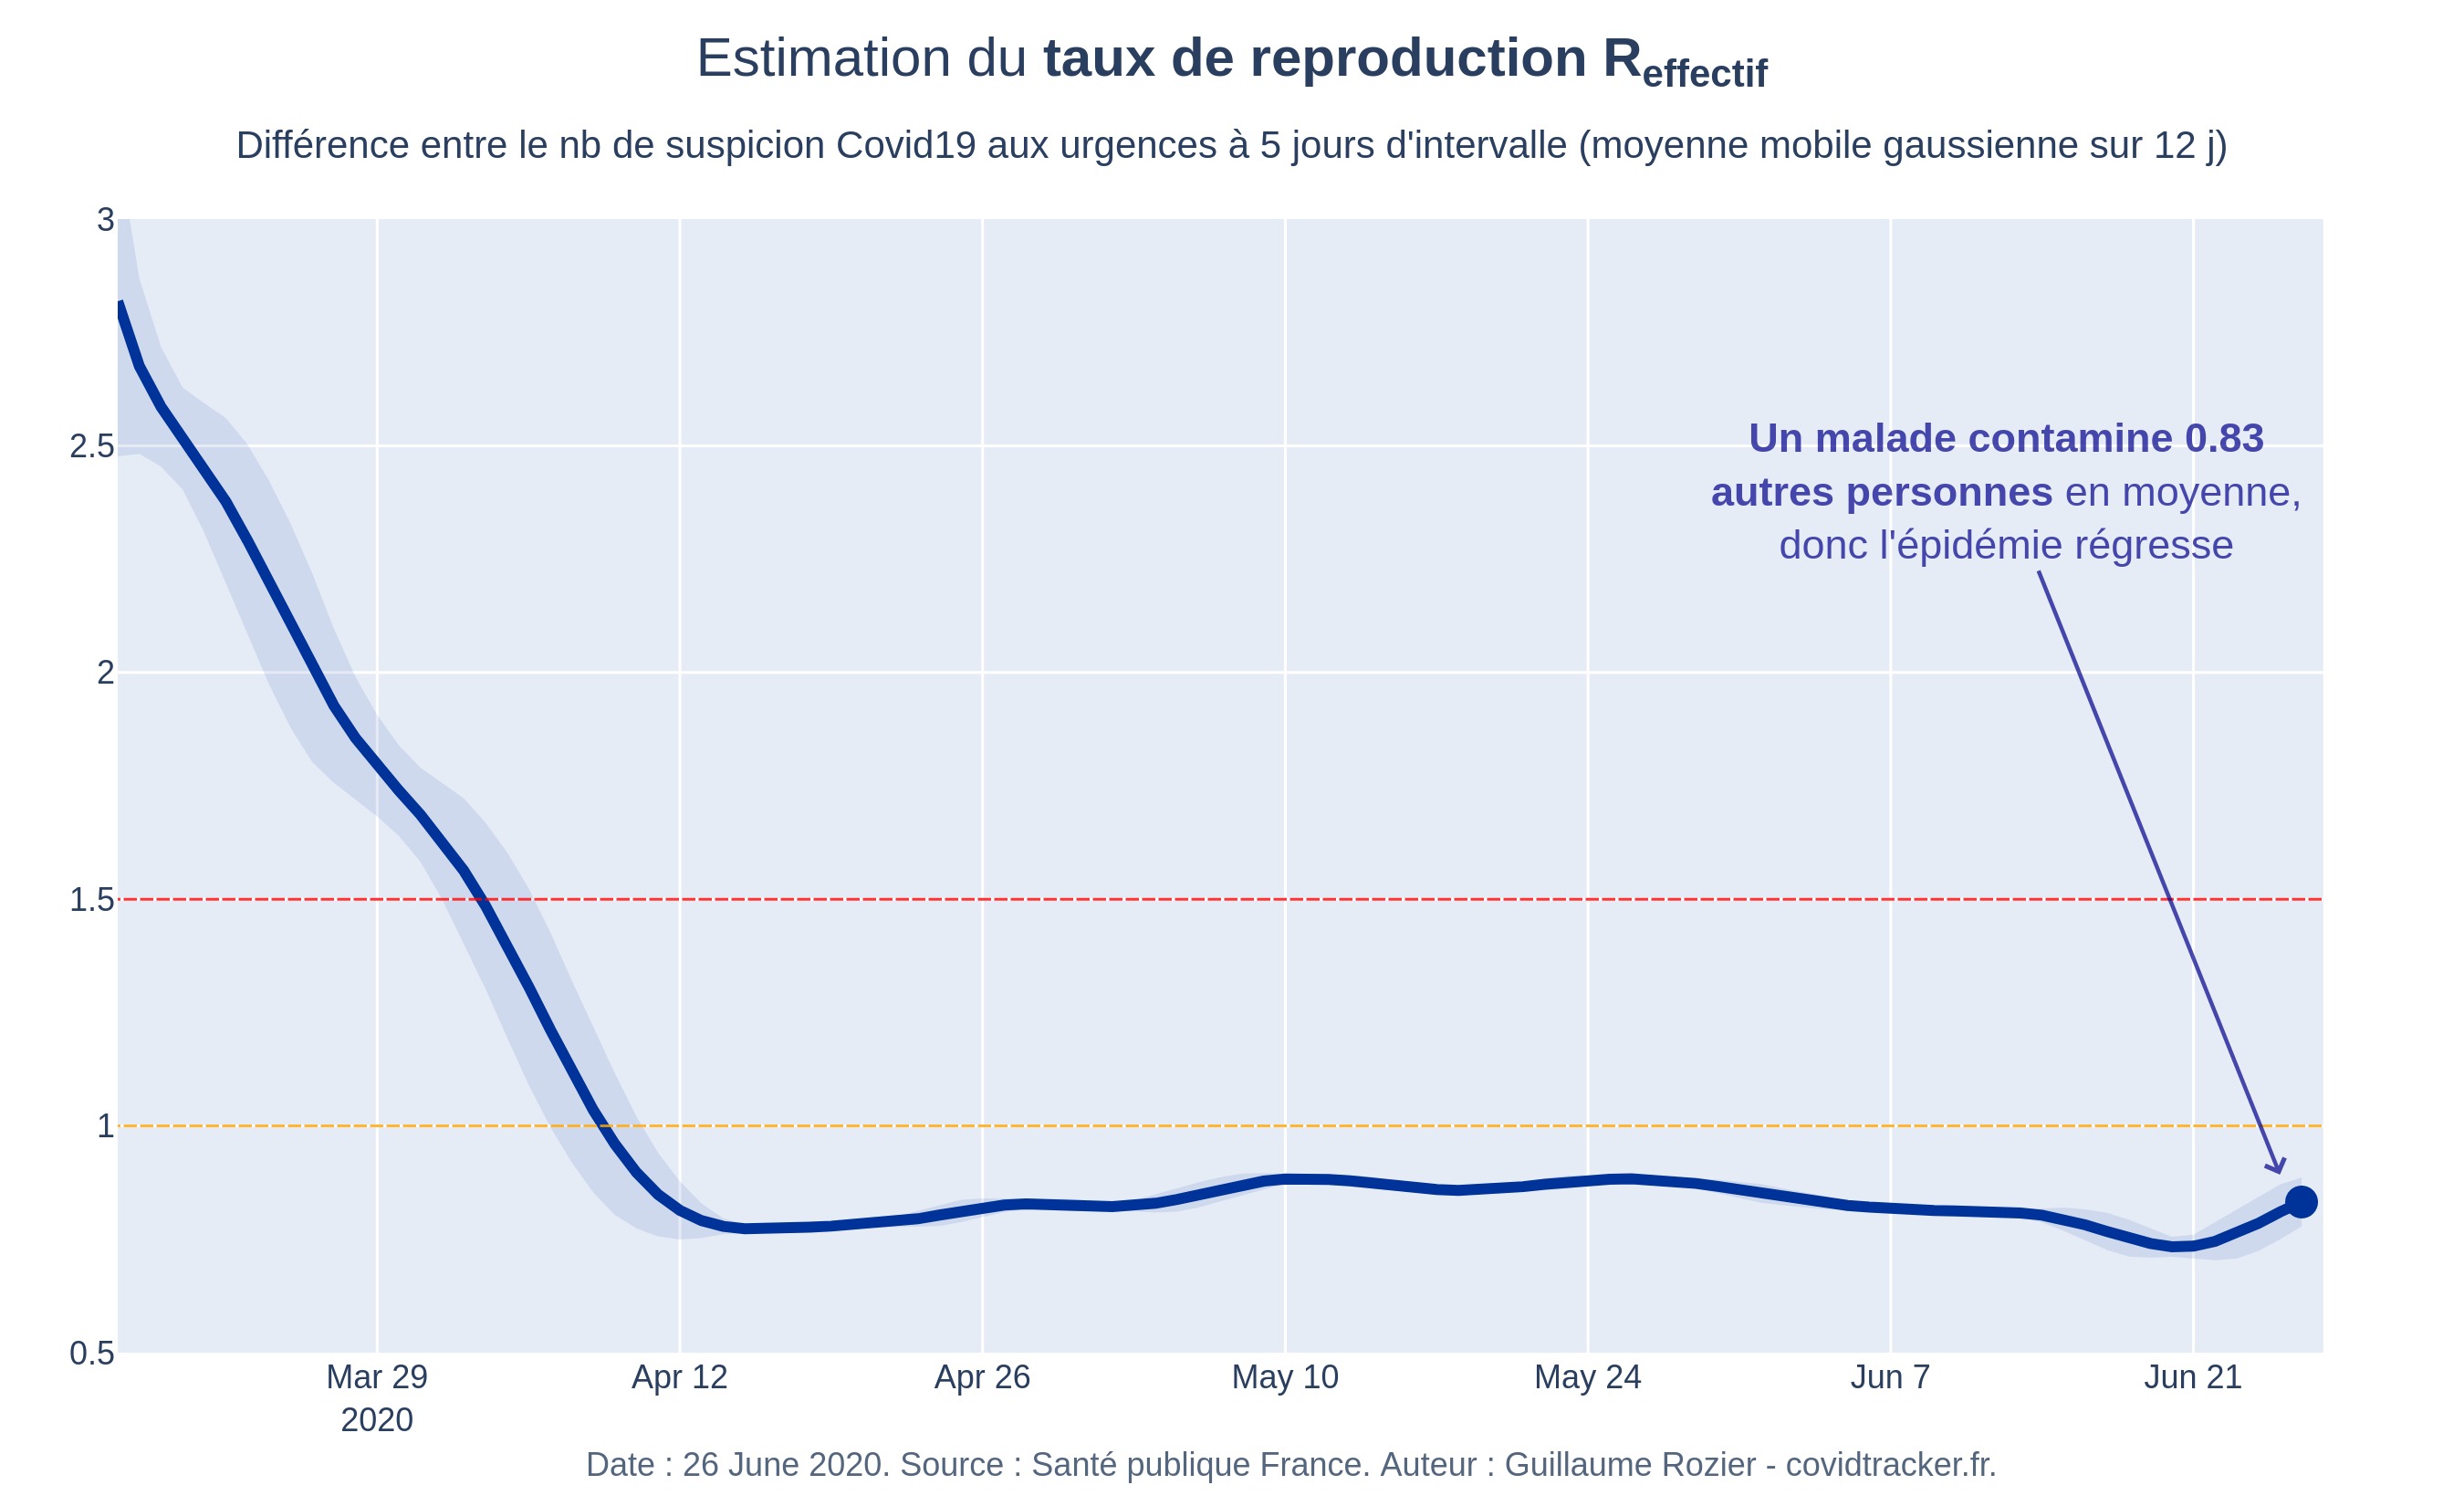 Estimation du taux de reproduction Reffectif
Différence entre le nb de suspicion Covid19 aux urgences à 5 jours d'intervalle (moyenne mobile gaussienne sur 12 j)
3
2.5
2
1.5
1
0.5
Un malade contamine 0.83
autres personnes en moyenne,
donc l'épidémie régresse
Mar 29
2020
Apr 12
Apr 26
May 10
May 24
Jun 7
Jun 21
Date : 26 June 2020. Source : Santé publique France. Auteur : Guillaume Rozier - covidtracker.fr.